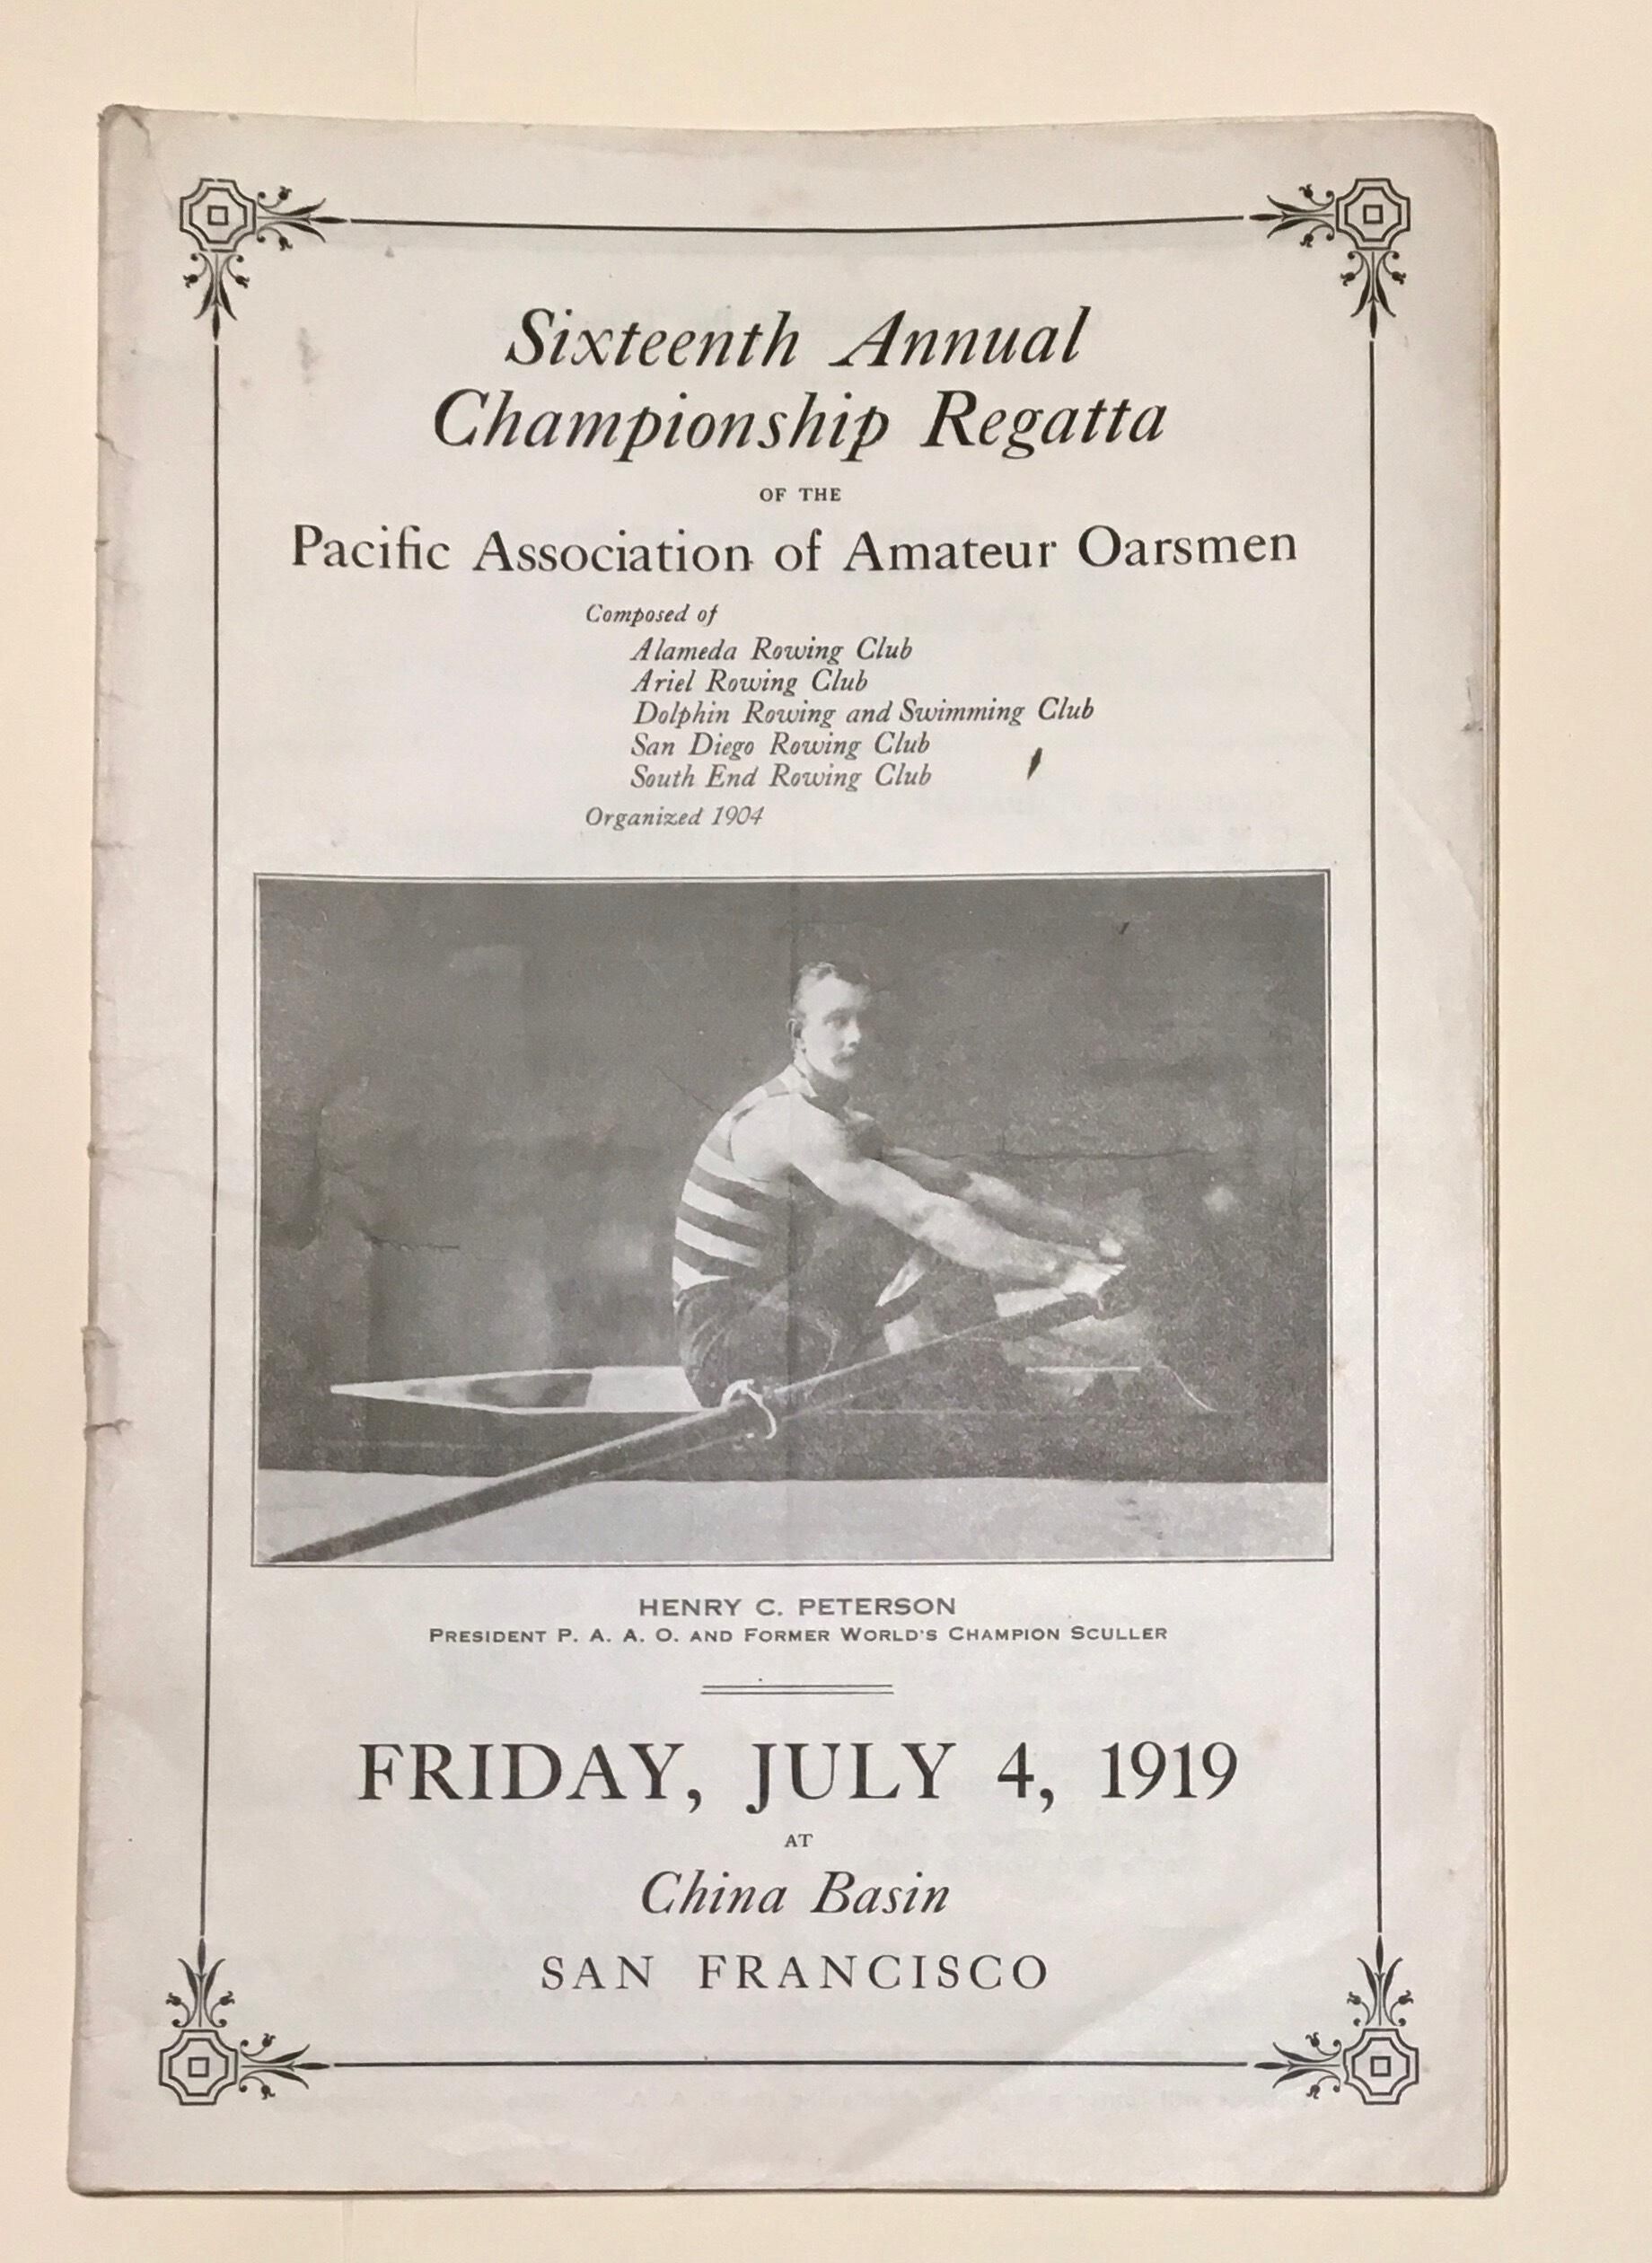 Sixteenth Annual
Championship Regatta
OF THE
Pacific Association of Amateur Oarsmen
Composed of
Alameda Rowing Club
Ariel Rowing Club
Dolphin Rowing and Swimming Club
San Diego Rowing Club
South End Rowing Club
Organized 1904
HENRY C. PETERSON
PRESIDENT P. A. A. O. AND FORMER WORLD'S CHAMPION SCULLER
FRIDAY, JULY 4, 1919
AT
China Basin
SAN FRANCISCO